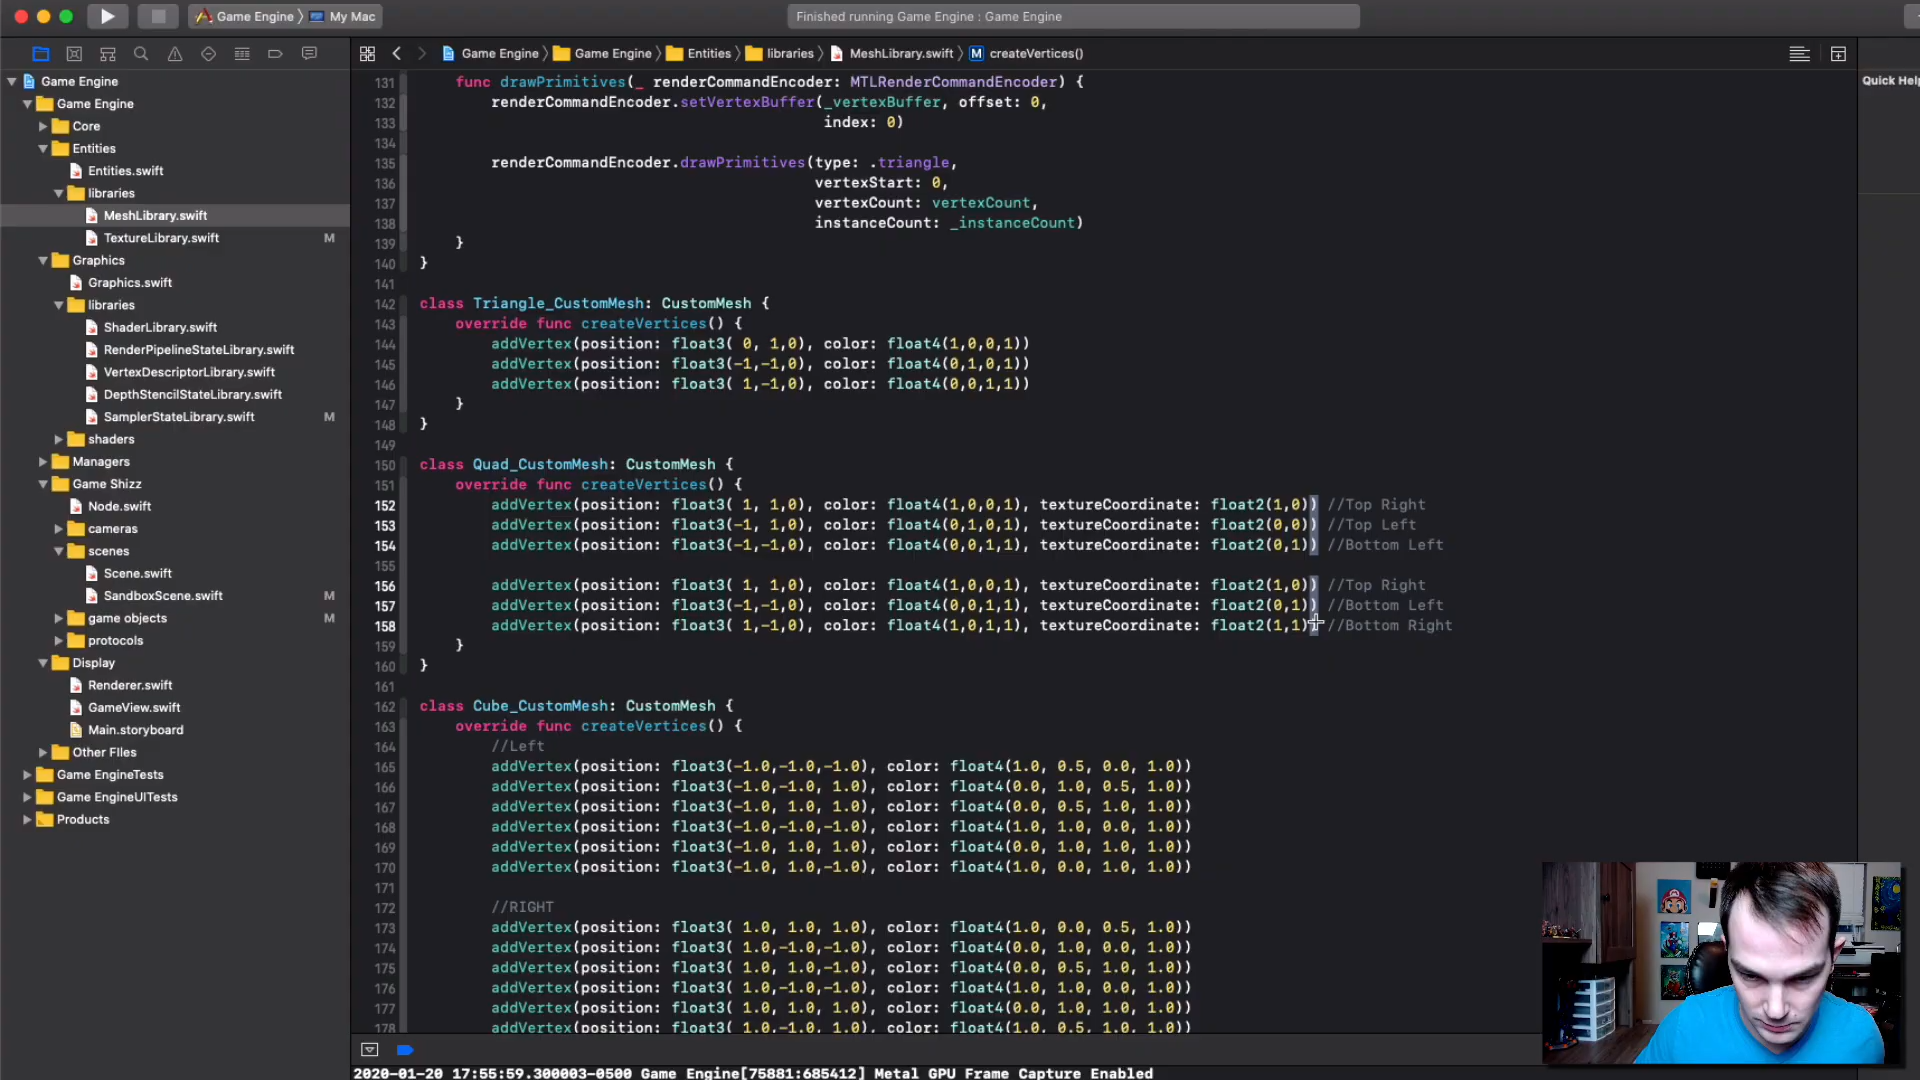 Game Engine 〉 My Mac
Finished running Game Engine : Game Engine
Game Engine 〉 Game Engine 〉 Entities 〉 libraries 〉 MeshLibrary.swift 〉 M createVertices()
Quick Help
Game Engine
Game Engine
Core
Entities
Entities.swift
libraries
MeshLibrary.swift
TextureLibrary.swift M
Graphics
Graphics.swift
libraries
ShaderLibrary.swift
RenderPipelineStateLibrary.swift
VertexDescriptorLibrary.swift
DepthStencilStateLibrary.swift
SamplerStateLibrary.swift M
shaders
Managers
Game Shizz
Node.swift
cameras
scenes
Scene.swift
SandboxScene.swift M
game objects M
protocols
Display
Renderer.swift
GameView.swift
Main.storyboard
Other FIles
Game EngineTests
Game EngineUITests
Products
131 func drawPrimitives(_ renderCommandEncoder: MTLRenderCommandEncoder) {
132 renderCommandEncoder.setVertexBuffer(_vertexBuffer, offset: 0,
133 index: 0)
134
135 renderCommandEncoder.drawPrimitives(type: .triangle,
136 vertexStart: 0,
137 vertexCount: vertexCount,
138 instanceCount: _instanceCount)
139 }
140 }
141
142 class Triangle_CustomMesh: CustomMesh {
143 override func createVertices() {
144 addVertex(position: float3( 0, 1,0), color: float4(1,0,0,1))
145 addVertex(position: float3(-1,-1,0), color: float4(0,1,0,1))
146 addVertex(position: float3( 1,-1,0), color: float4(0,0,1,1))
147 }
148 }
149
150 class Quad_CustomMesh: CustomMesh {
151 override func createVertices() {
152 addVertex(position: float3( 1, 1,0), color: float4(1,0,0,1), textureCoordinate: float2(1,0)) //Top Right
153 addVertex(position: float3(-1, 1,0), color: float4(0,1,0,1), textureCoordinate: float2(0,0)) //Top Left
154 addVertex(position: float3(-1,-1,0), color: float4(0,0,1,1), textureCoordinate: float2(0,1)) //Bottom Left
155
156 addVertex(position: float3( 1, 1,0), color: float4(1,0,0,1), textureCoordinate: float2(1,0)) //Top Right
157 addVertex(position: float3(-1,-1,0), color: float4(0,0,1,1), textureCoordinate: float2(0,1)) //Bottom Left
158 addVertex(position: float3( 1,-1,0), color: float4(1,0,1,1), textureCoordinate: float2(1,1)) //Bottom Right
159 }
160 }
161
162 class Cube_CustomMesh: CustomMesh {
163 override func createVertices() {
164 //Left
165 addVertex(position: float3(-1.0,-1.0,-1.0), color: float4(1.0, 0.5, 0.0, 1.0))
166 addVertex(position: float3(-1.0,-1.0, 1.0), color: float4(0.0, 1.0, 0.5, 1.0))
167 addVertex(position: float3(-1.0, 1.0, 1.0), color: float4(0.0, 0.5, 1.0, 1.0))
168 addVertex(position: float3(-1.0,-1.0,-1.0), color: float4(1.0, 1.0, 0.0, 1.0))
169 addVertex(position: float3(-1.0, 1.0, 1.0), color: float4(0.0, 1.0, 1.0, 1.0))
170 addVertex(position: float3(-1.0, 1.0,-1.0), color: float4(1.0, 0.0, 1.0, 1.0))
171
172 //RIGHT
173 addVertex(position: float3( 1.0, 1.0, 1.0), color: float4(1.0, 0.0, 0.5, 1.0))
174 addVertex(position: float3( 1.0,-1.0,-1.0), color: float4(0.0, 1.0, 0.0, 1.0))
175 addVertex(position: float3( 1.0, 1.0,-1.0), color: float4(0.0, 0.5, 1.0, 1.0))
176 addVertex(position: float3( 1.0,-1.0,-1.0), color: float4(1.0, 1.0, 0.0, 1.0))
177 addVertex(position: float3( 1.0, 1.0, 1.0), color: float4(0.0, 1.0, 1.0, 1.0))
178 addVertex(position: float3( 1.0,-1.0, 1.0), color: float4(1.0, 0.5, 1.0, 1.0))
2020-01-20 17:55:59.300003-0500 Game Engine[75881:685412] Metal GPU Frame Capture Enabled